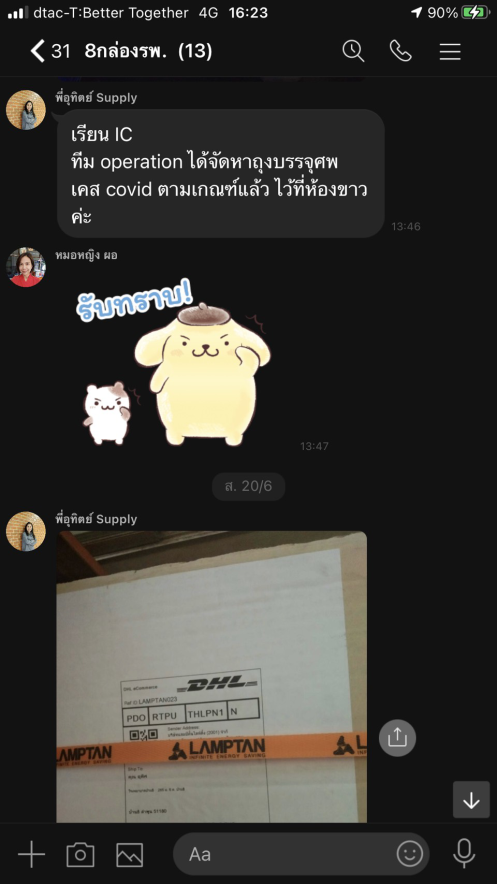 dtac-T:Better Together 4G 16:23 90%
31 8กล่องรพ. (13)
พี่อุทิตย์ Supply
เรียน IC
ทีม operation ได้จัดหาถุงบรรจุศพ
เคส covid ตามเกณฑ์แล้ว ไว้ที่ห้องขาว
ค่ะ
13:46
หมอหญิง ผอ
รับทราบ!
13:47
ส. 20/6
พี่อุทิตย์ Supply
DHL
PDO RTPU THLPN1 N
LAMPTAN
LAMPTAN
INFINITE ENERGY SAVING
Aa